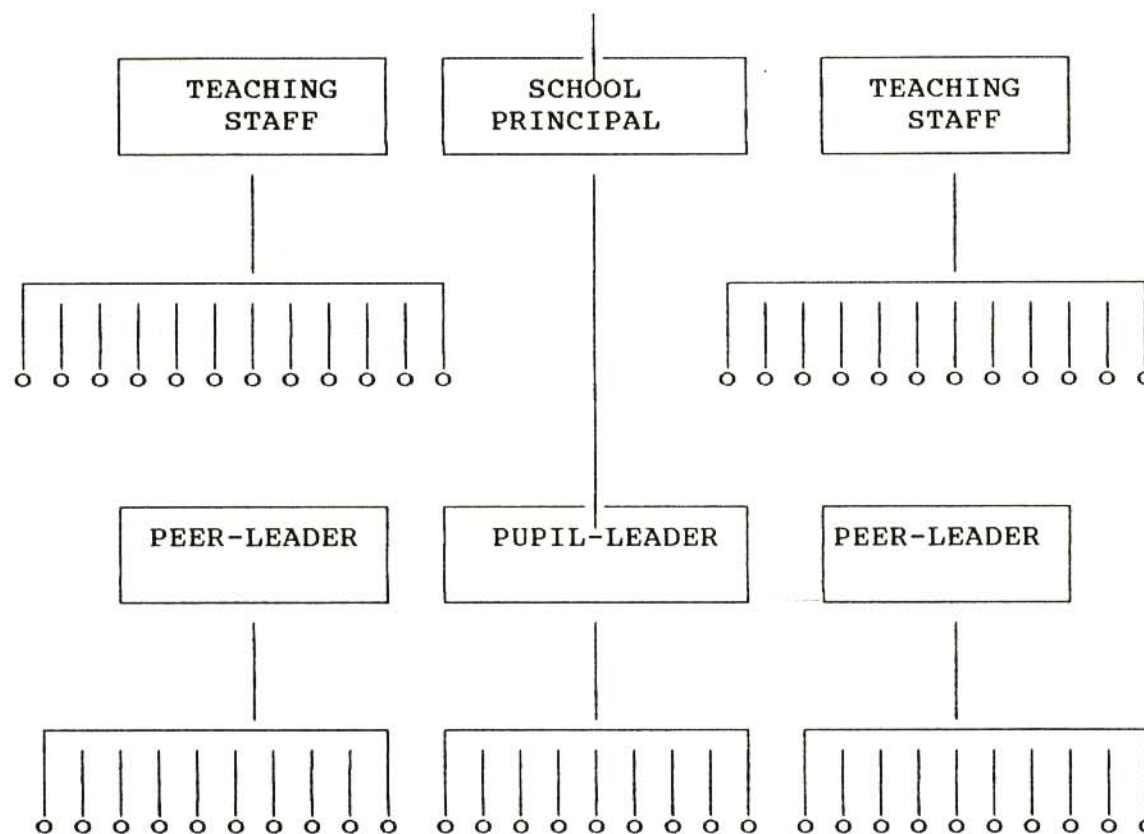 TEACHING
STAFF
SCHOOL
PRINCIPAL
TEACHING
STAFF
o o o o o o o o o o o o
o o o o o o o o o o o o
PEER-LEADER
PUPIL-LEADER
PEER-LEADER
o o o o o o o o o o
o o o o o o o o o
o o o o o o o o o o